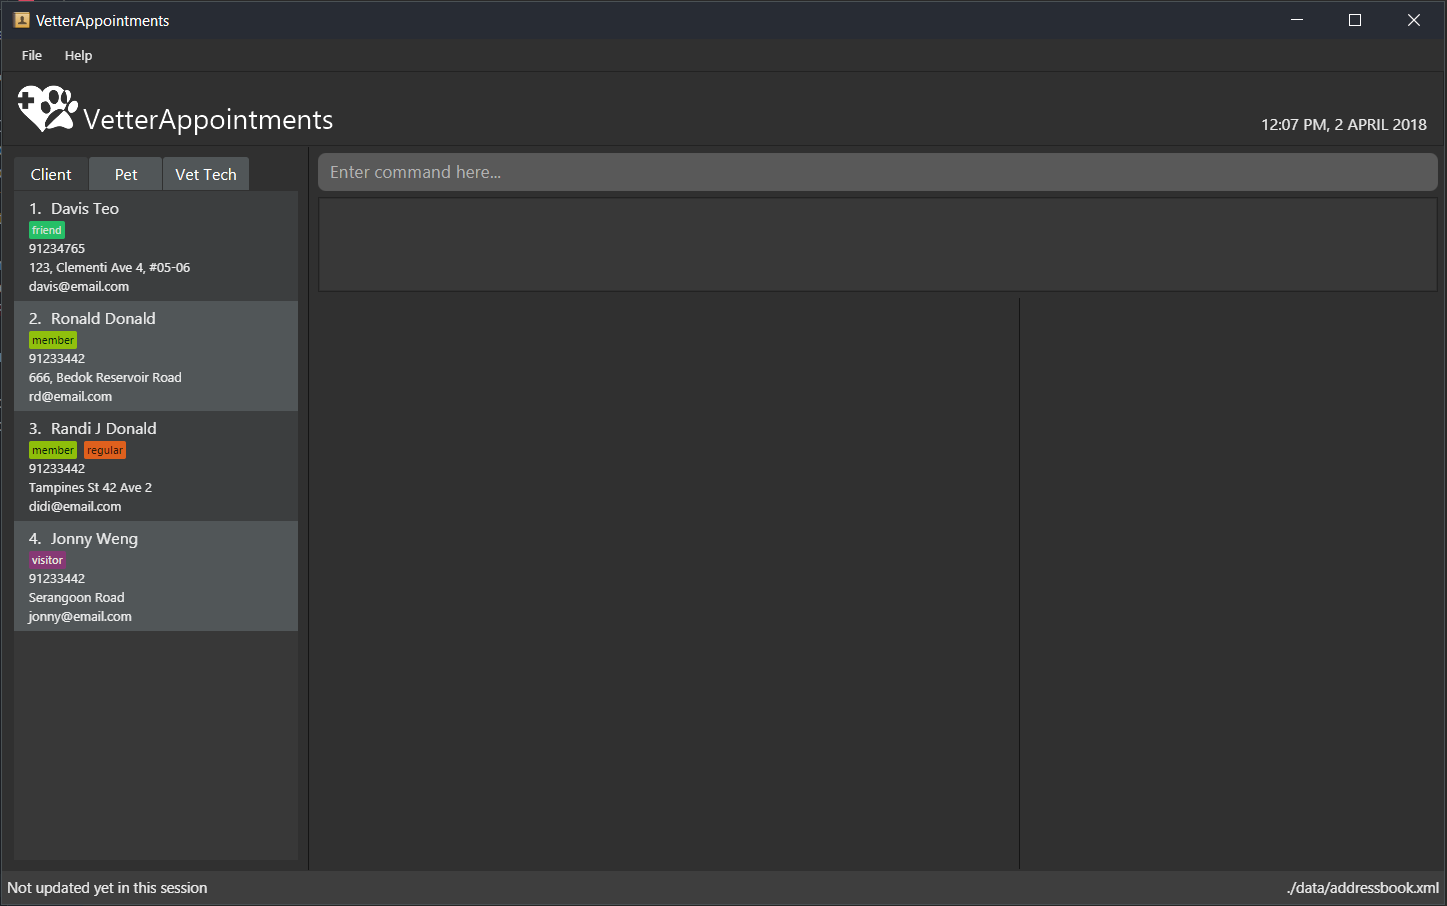 VetterAppointments
File Help
VetterAppointments
12:07 PM, 2 APRIL 2018
Client Pet Vet Tech
Enter command here...
1. Davis Teo
friend
91234765
123, Clementi Ave 4, #05-06
davis@email.com
2. Ronald Donald
member
91233442
666, Bedok Reservoir Road
rd@email.com
3. Randi J Donald
member regular
91233442
Tampines St 42 Ave 2
didi@email.com
4. Jonny Weng
visitor
91233442
Serangoon Road
jonny@email.com
Not updated yet in this session
./data/addressbook.xml